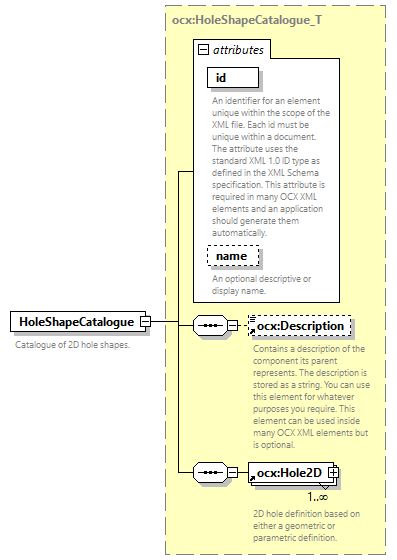 ocx:HoleShapeCatalogue_T
attributes
id
An identifier for an element
unique within the scope of the
XML file. Each id must be
unique within a document.
The attribute uses the
standard XML 1.0 ID type as
defined in the XML Schema
specification. This attribute is
required in many OCX XML
elements and an application
should generate them
automatically.
name
An optional descriptive or
display name.
HoleShapeCatalogue
Catalogue of 2D hole shapes.
ocx:Description
Contains a description of the
component its parent
represents. The description is
stored as a string. You can use
this element for whatever
purposes you require. This
element can be used inside
many OCX XML elements but
is optional.
ocx:Hole2D
1..∞
2D hole definition based on
either a geometric or
parametric definition.